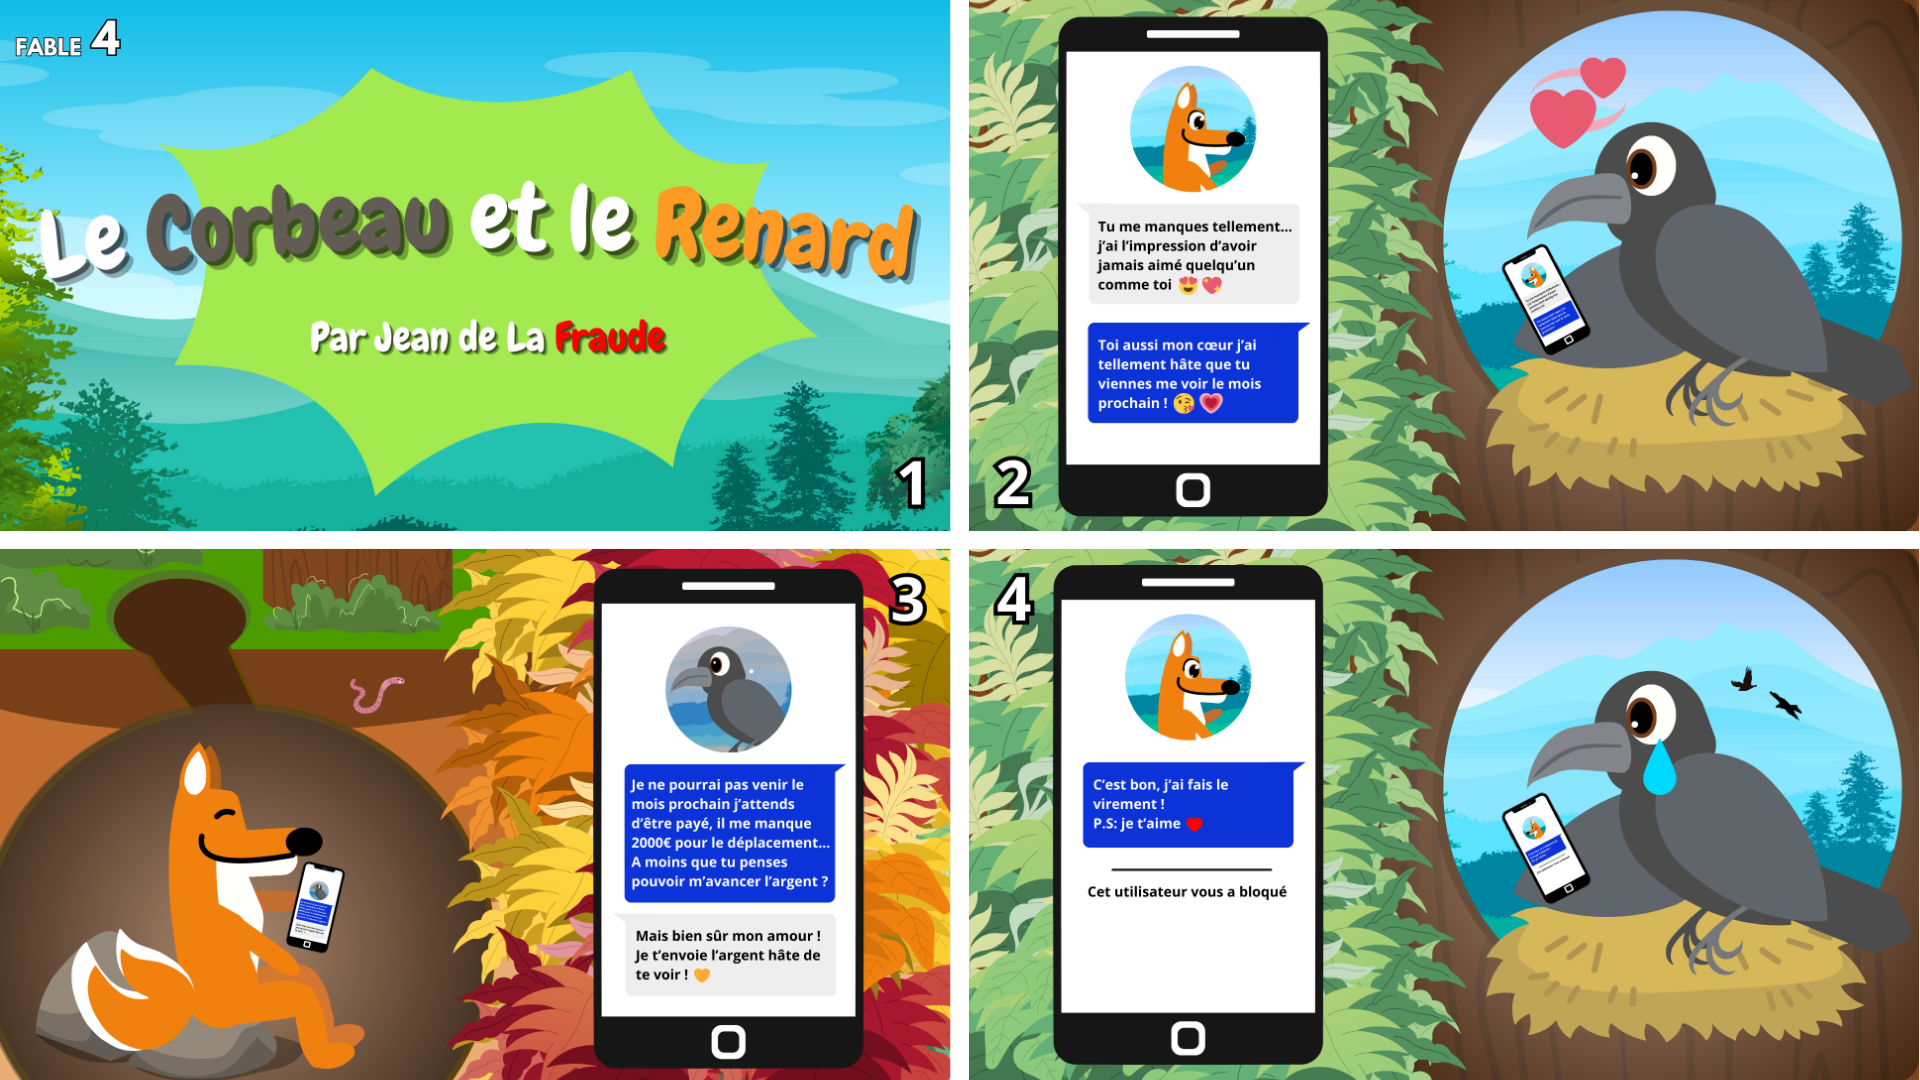 FABLE 4
Le Corbeau et le Renard
Par Jean de La Fraude
1
Tu me manques tellement...
j'ai l'impression d'avoir
jamais aimé quelqu'un
comme toi 😍💖
Toi aussi mon cœur j'ai
tellement hâte que tu
viennes me voir le mois
prochain ! 😘💗
2
3
Je ne pourrai pas venir le
mois prochain j'attends
d'être payé, il me manque
2000€ pour le déplacement...
A moins que tu penses
pouvoir m'avancer l'argent ?
Mais bien sûr mon amour !
Je t'envoie l'argent hâte de
te voir ! 🧡
4
C'est bon, j'ai fais le
virement !
P.S: je t'aime ❤️
Cet utilisateur vous a bloqué